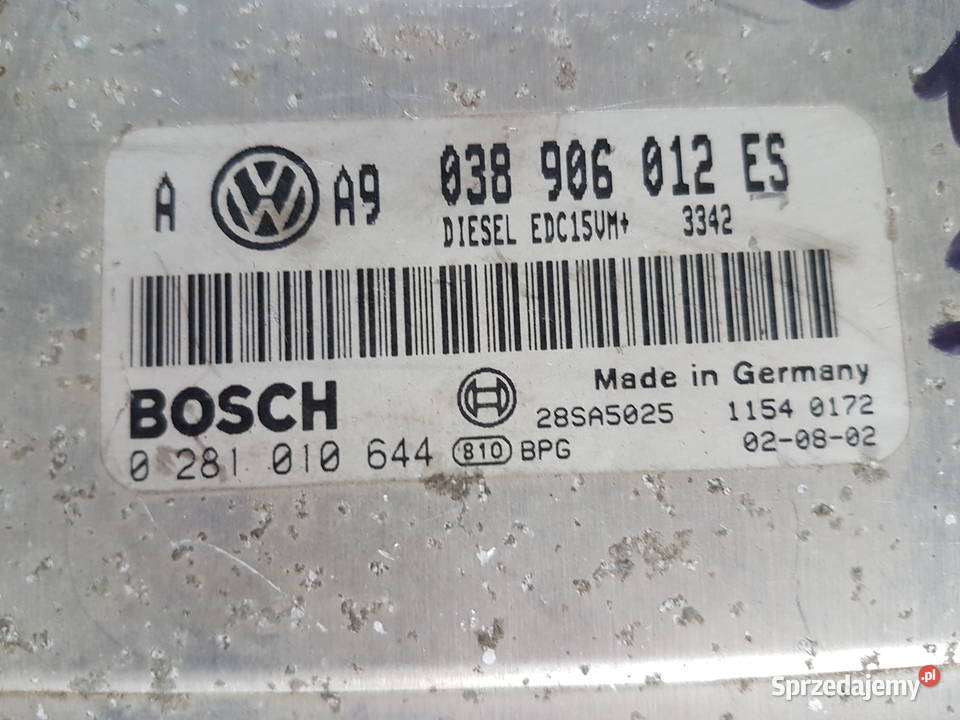 A VW A9 038 906 012 ES
DIESEL EDC15VM+ 3342
BOSCH
Made in Germany
28SA5025 1154 0172
0 281 010 644 810 BPG 02-08-02
Sprzedajemy.pl